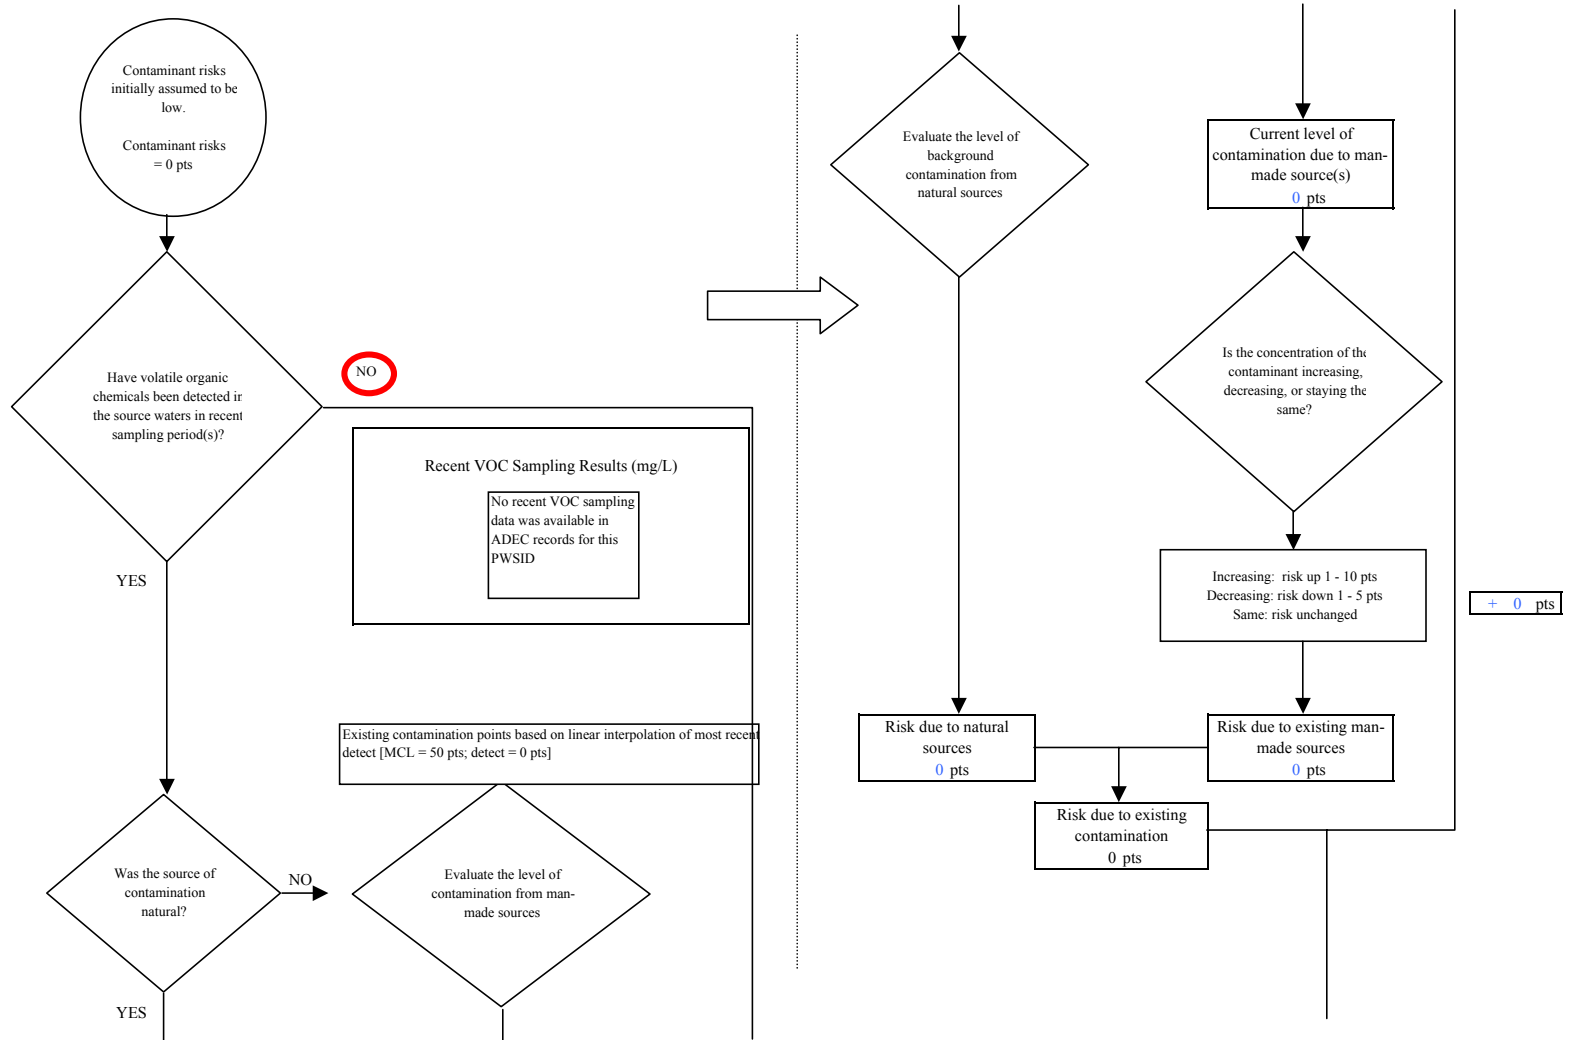 Contaminant risks
initially assumed to be
low.
Contaminant risks
= 0 pts
Have volatile organic
chemicals been detected in
the source waters in recent
sampling period(s)?
NO
Recent VOC Sampling Results (mg/L)
No recent VOC sampling
data was available in
ADEC records for this
PWSID
YES
Existing contamination points based on linear interpolation of most recent
detect [MCL = 50 pts; detect = 0 pts]
Was the source of
contamination
natural?
NO
Evaluate the level of
contamination from man-
made sources
YES
Evaluate the level of
background
contamination from
natural sources
Current level of
contamination due to man-
made source(s)
0 pts
Is the concentration of the
contaminant increasing,
decreasing, or staying the
same?
Increasing: risk up 1 - 10 pts
Decreasing: risk down 1 - 5 pts
Same: risk unchanged
+ 0 pts
Risk due to natural
sources
0 pts
Risk due to existing man-
made sources
0 pts
Risk due to existing
contamination
0 pts